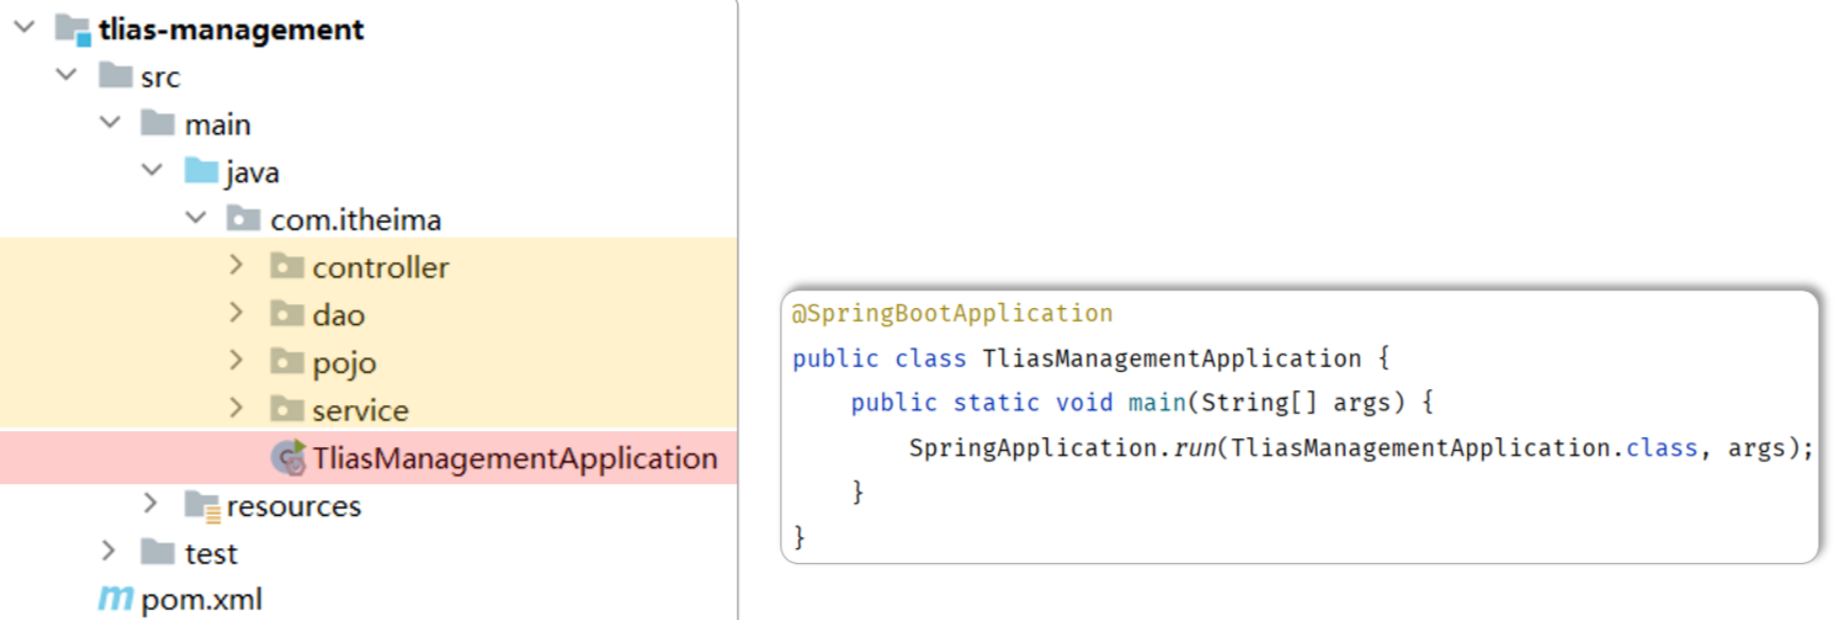 tlias-management
src
main
java
com.itheima
controller
dao
pojo
service
TliasManagementApplication
resources
test
pom.xml
@SpringBootApplication
public class TliasManagementApplication {
public static void main(String[] args) {
SpringApplication.run(TliasManagementApplication.class, args);
}
}